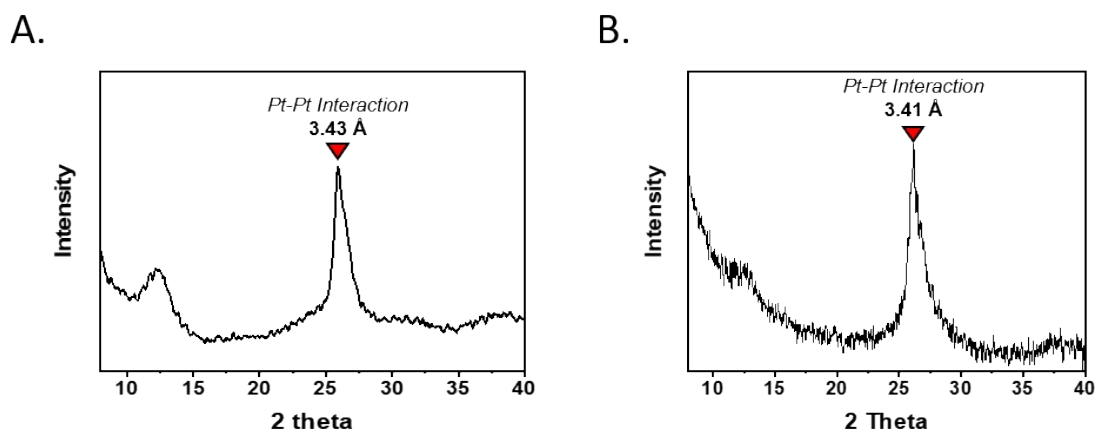 A.
Pt-Pt Interaction
3.43 Å
Intensity
10 15 20 25 30 35 40
2 theta
B.
Pt-Pt Interaction
3.41 Å
Intensity
10 15 20 25 30 35 40
2 Theta